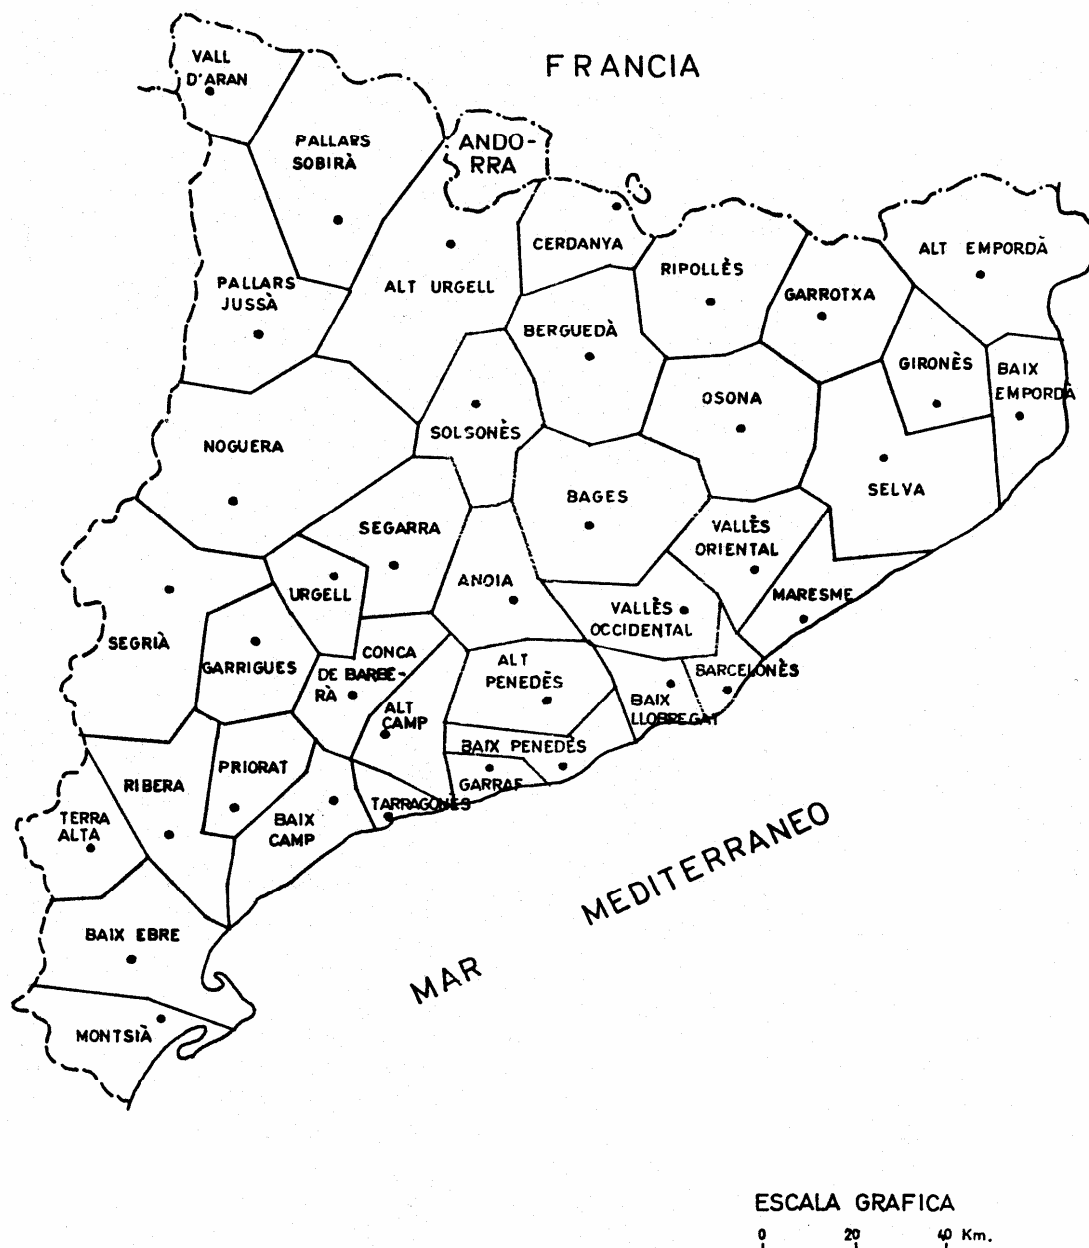 FRANCIA
VALL
D'ARAN
PALLARS
SOBIRÀ
ANDO-
RRA
CERDANYA
ALT EMPORDÀ
RIPOLLÈS
PALLARS
JUSSÀ
ALT URGELL
GARROTXA
BERGUEDÀ
GIRONÈS
BAIX
EMPORDÀ
OSONA
SOLSONÈS
NOGUERA
SELVA
BAGES
SEGARRA
VALLÈS
ORIENTAL
ANOIA
URGELL
MARESME
VALLÈS
OCCIDENTAL
SEGRIÀ
GARRIGUES
CONCA
DE BARBE-
RÀ
ALT
PENEDÈS
BARCELONÈS
BAIX
LLOBREGAT
ALT
CAMP
BAIX PENEDÈS
PRIORAT
RIBERA
GARRAF
TARRAGONÈS
TERRA
ALTA
BAIX
CAMP
MAR MEDITERRANEO
BAIX EBRE
MONTSIÀ
ESCALA GRAFICA
0 20 40 Km.